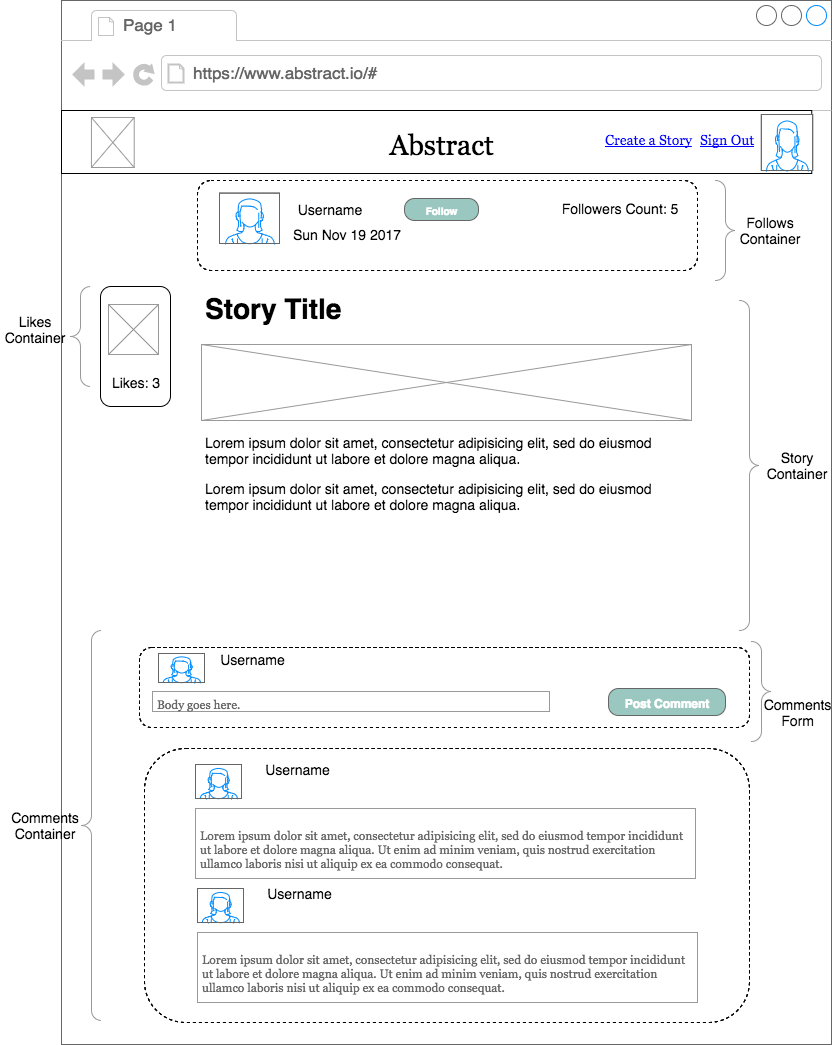 Page 1
https://www.abstract.io/#
Abstract
Create a Story Sign Out
Username
Follow
Followers Count: 5
Sun Nov 19 2017
Follows
Container
Likes
Container
Likes: 3
Story Title
Lorem ipsum dolor sit amet, consectetur adipisicing elit, sed do eiusmod
tempor incididunt ut labore et dolore magna aliqua.
Lorem ipsum dolor sit amet, consectetur adipisicing elit, sed do eiusmod
tempor incididunt ut labore et dolore magna aliqua.
Story
Container
Username
Body goes here.
Post Comment
Comments
Form
Comments
Container
Username
Lorem ipsum dolor sit amet, consectetur adipisicing elit, sed do eiusmod tempor incididunt
ut labore et dolore magna aliqua. Ut enim ad minim veniam, quis nostrud exercitation
ullamco laboris nisi ut aliquip ex ea commodo consequat.
Username
Lorem ipsum dolor sit amet, consectetur adipisicing elit, sed do eiusmod tempor incididunt
ut labore et dolore magna aliqua. Ut enim ad minim veniam, quis nostrud exercitation
ullamco laboris nisi ut aliquip ex ea commodo consequat.